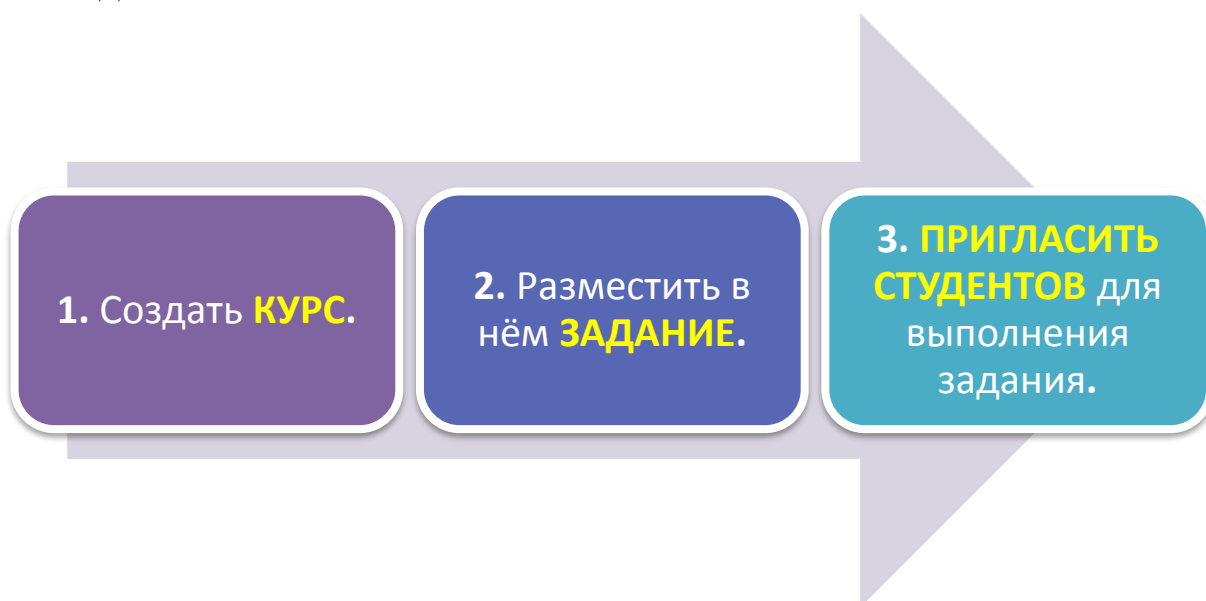 1. Создать КУРС.
2. Разместить в
нём ЗАДАНИЕ.
3. ПРИГЛАСИТЬ
СТУДЕНТОВ для
выполнения
задания.